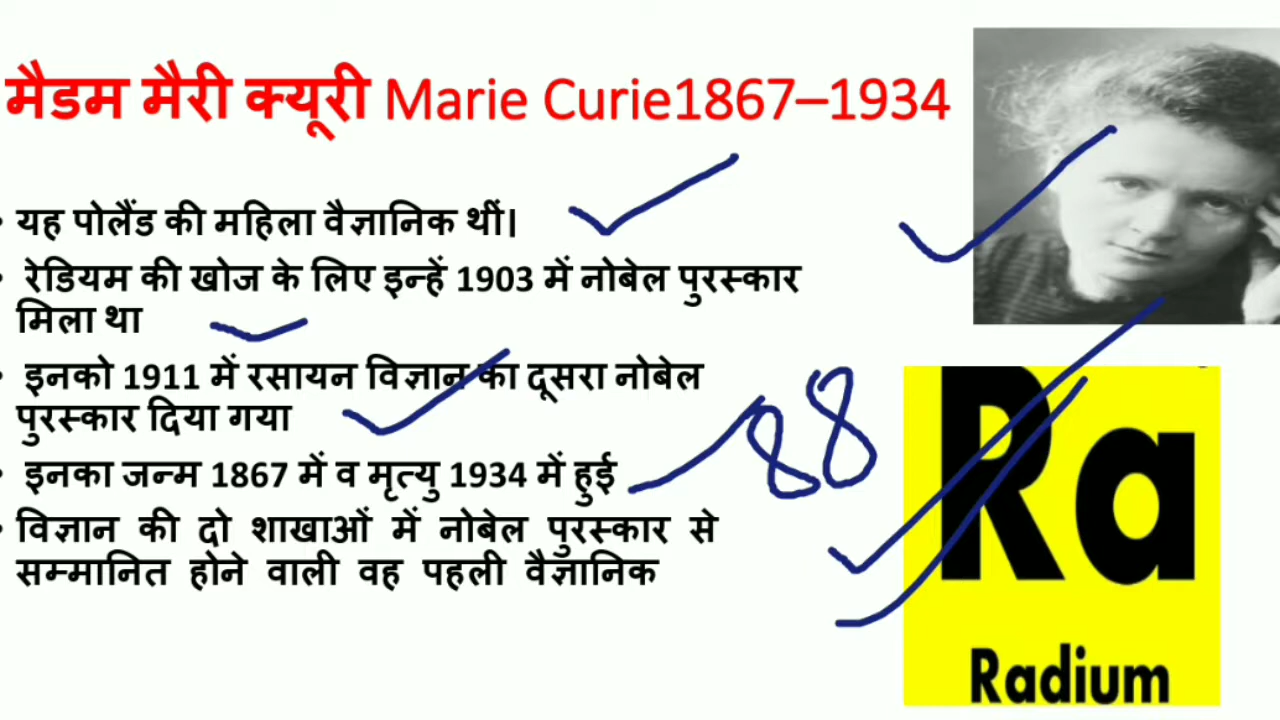 मैडम मैरी क्यूरी Marie Curie1867–1934
• यह पोलैंड की महिला वैज्ञानिक थीं।
• रेडियम की खोज के लिए इन्हें 1903 में नोबेल पुरस्कार
मिला था
• इनको 1911 में रसायन विज्ञान का दूसरा नोबेल
पुरस्कार दिया गया
• इनका जन्म 1867 में व मृत्यु 1934 में हुई
• विज्ञान की दो शाखाओं में नोबेल पुरस्कार से
सम्मानित होने वाली वह पहली वैज्ञानिक
88
Ra
Radium